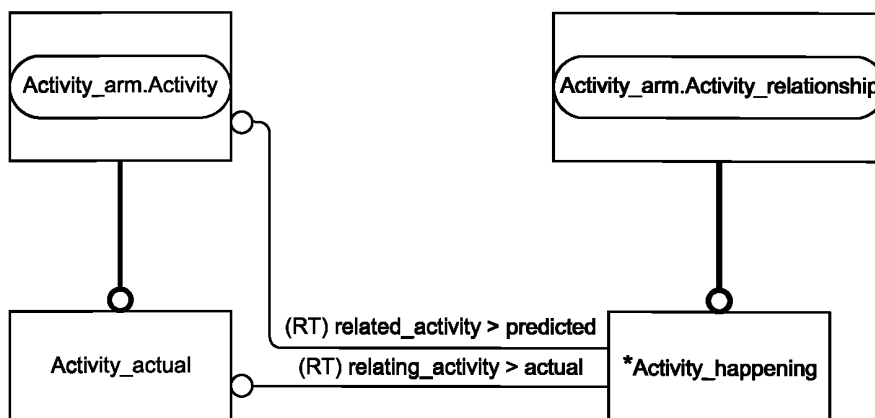 Activity_arm.Activity
Activity_arm.Activity_relationship
(RT) related_activity > predicted
(RT) relating_activity > actual
Activity_actual
*Activity_happening